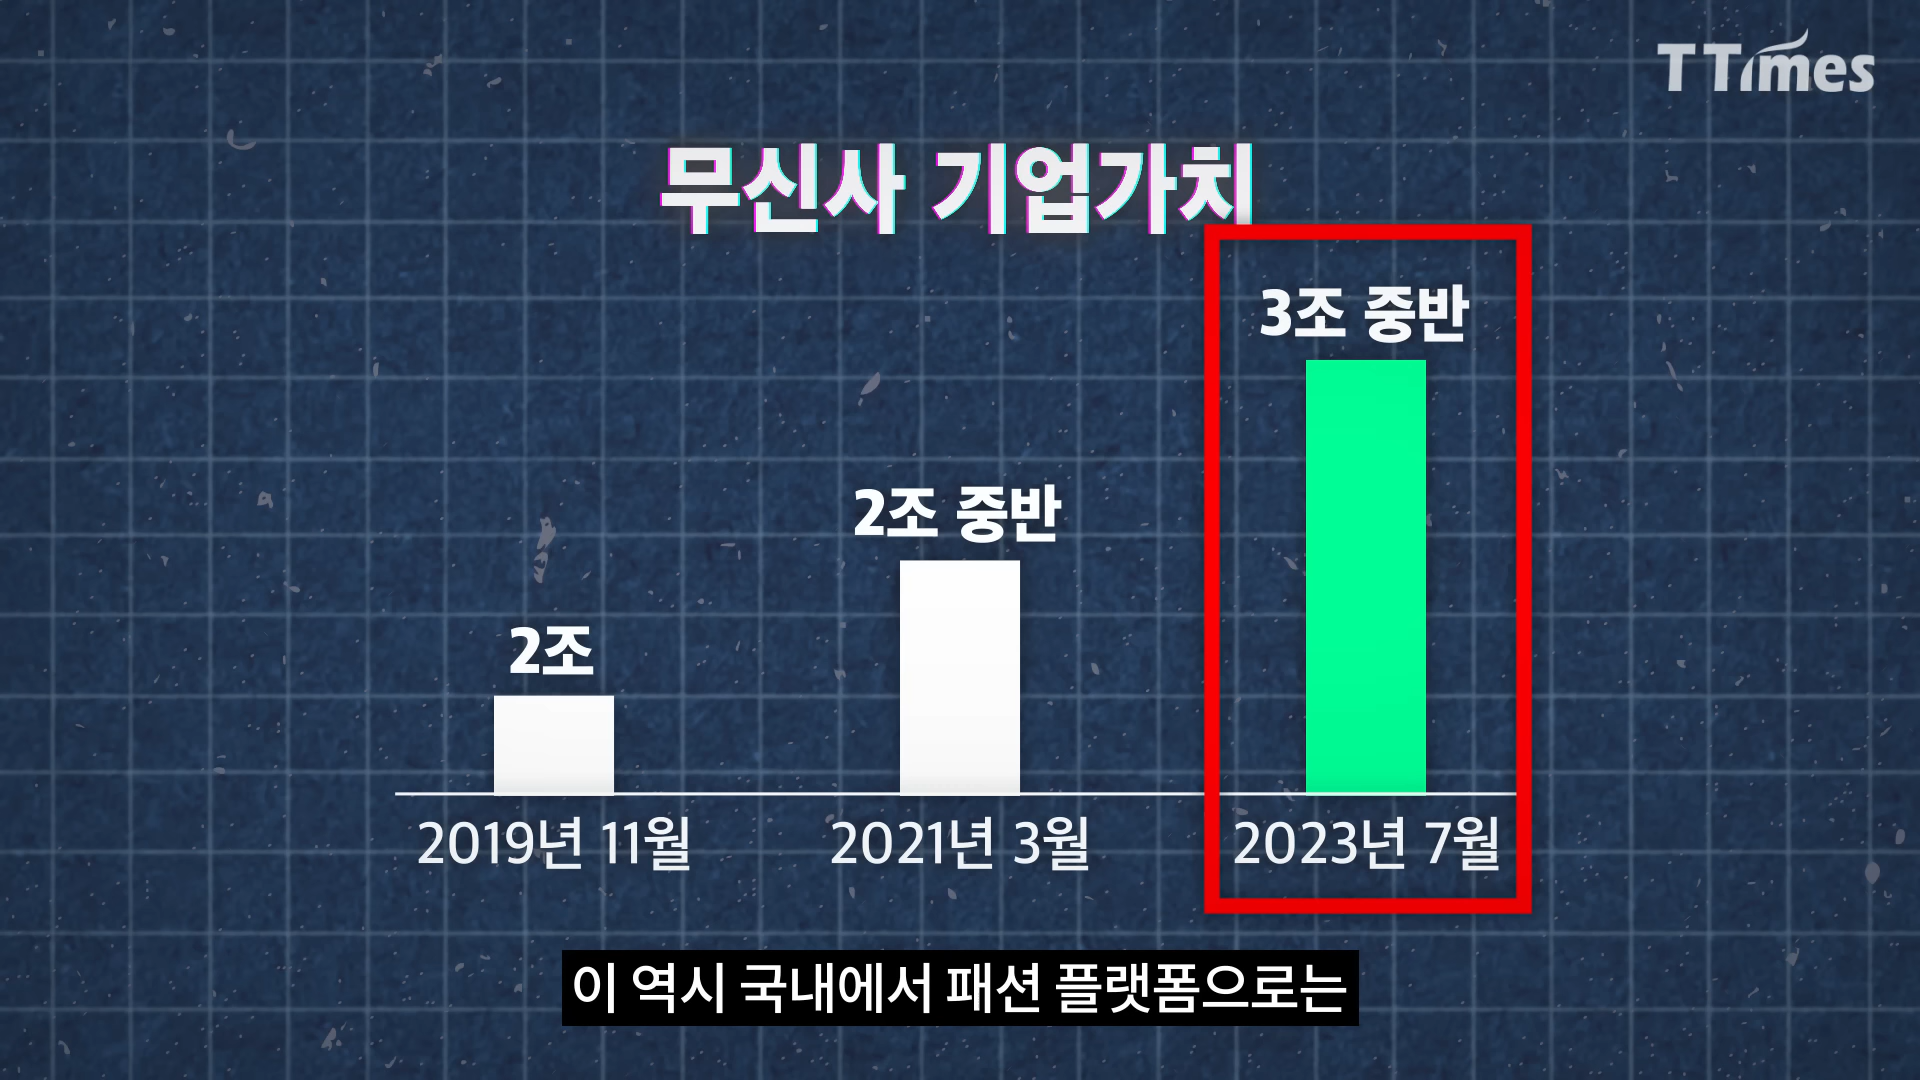 TTimes
무신사 기업가치
3조 중반
2조 중반
2조
2019년 11월
2021년 3월
2023년 7월
이 역시 국내에서 패션 플랫폼으로는